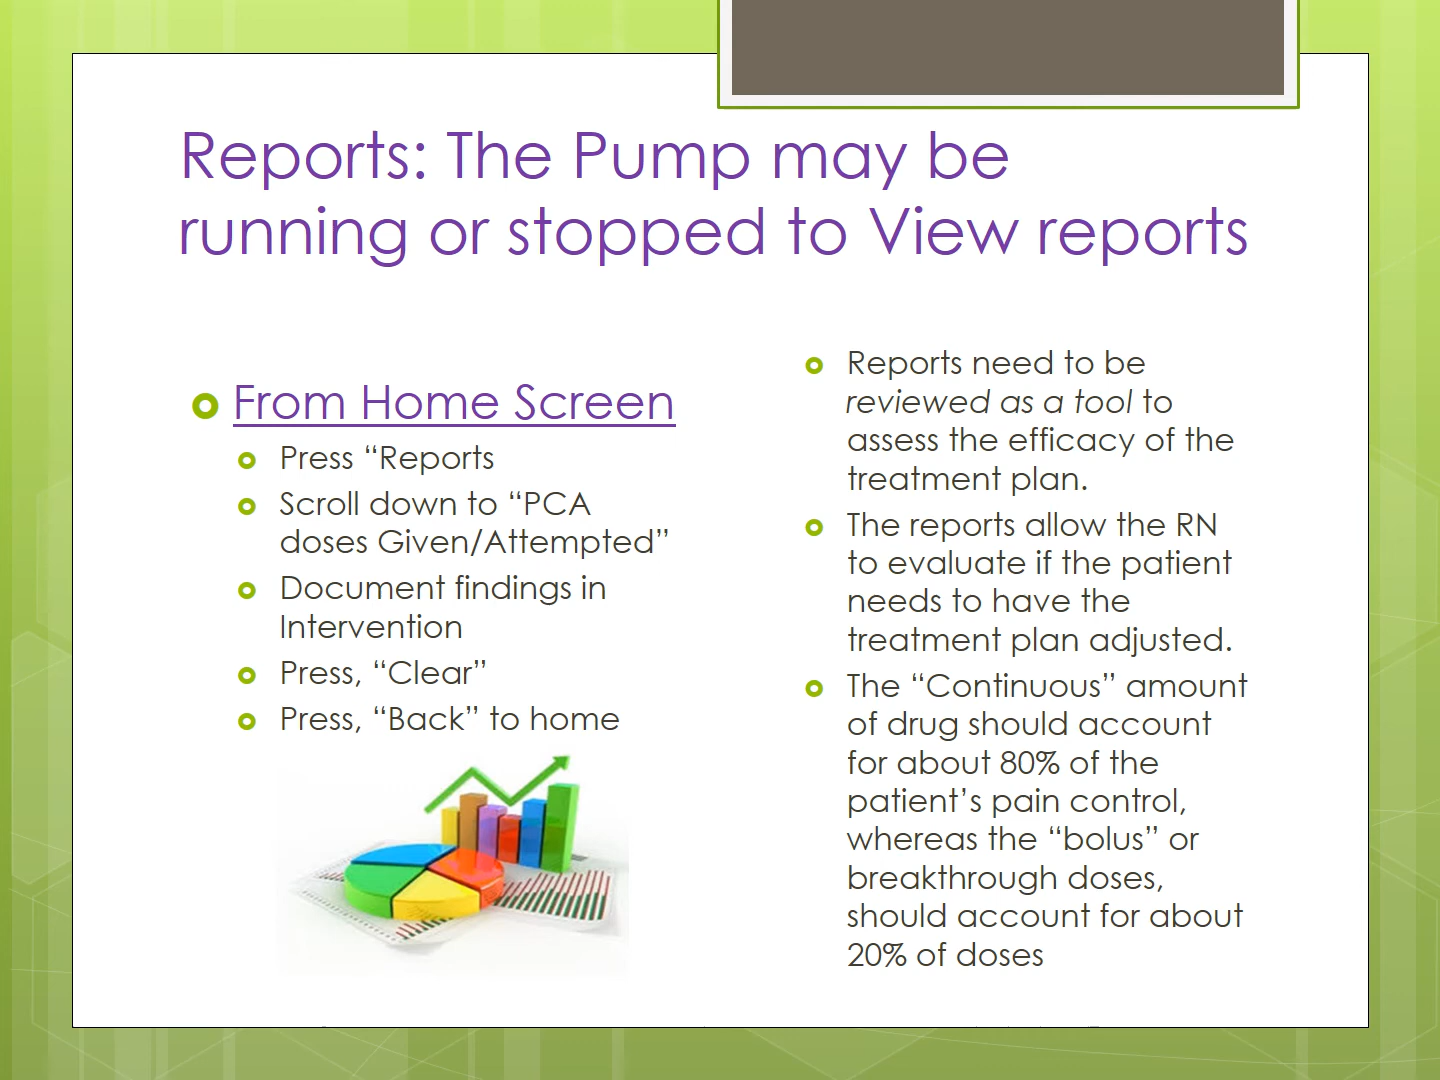 Reports: The Pump may be
running or stopped to View reports
From Home Screen
Press “Reports
Scroll down to “PCA
doses Given/Attempted”
Document findings in
Intervention
Press, “Clear”
Press, “Back” to home
Reports need to be
reviewed as a tool to
assess the efficacy of the
treatment plan.
The reports allow the RN
to evaluate if the patient
needs to have the
treatment plan adjusted.
The “Continuous” amount
of drug should account
for about 80% of the
patient’s pain control,
whereas the “bolus” or
breakthrough doses,
should account for about
20% of doses